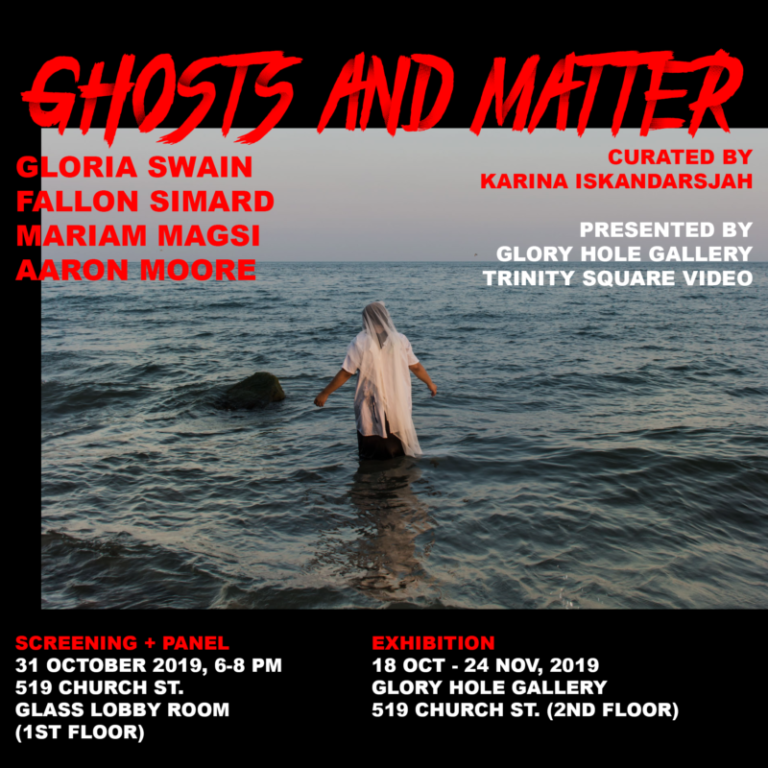 GHOSTS AND MATTER
GLORIA SWAIN
FALLON SIMARD
MARIAM MAGSI
AARON MOORE
CURATED BY
KARINA ISKANDARSJAH
PRESENTED BY
GLORY HOLE GALLERY
TRINITY SQUARE VIDEO
SCREENING + PANEL
31 OCTOBER 2019, 6-8 PM
519 CHURCH ST.
GLASS LOBBY ROOM
(1ST FLOOR)
EXHIBITION
18 OCT - 24 NOV, 2019
GLORY HOLE GALLERY
519 CHURCH ST. (2ND FLOOR)